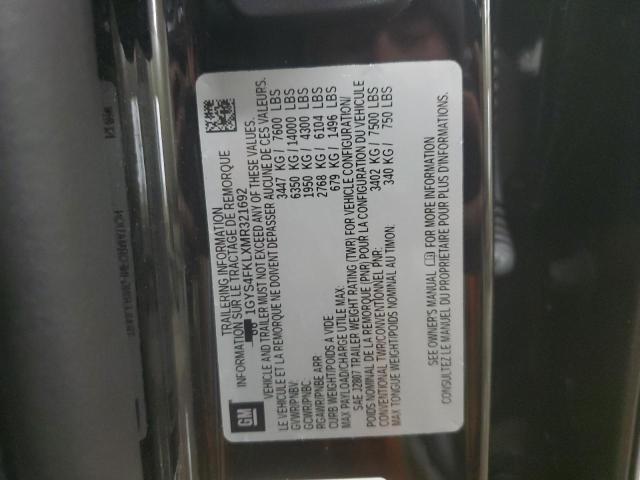 GM
TRAILERING INFORMATION
INFORMATION SUR LE TRACTAGE DE REMORQUE
1GYS4FKLXMR321692
VEHICLE AND TRAILER MUST NOT EXCEED ANY OF THESE VALUES.
LE VEHICULE ET LA REMORQUE NE DOIVENT DEPASSER AUCUNE DE CES VALEURS.
GVWR/PNBV: 3447 KG / 7600 LBS
GCWR/PNBC: 6350 KG / 14000 LBS
RGAWR/PNBE ARR 1950 KG / 4300 LBS
CURB WEIGHT/POIDS A VIDE 2768 KG / 6104 LBS
MAX PAYLOAD/CHARGE UTILE MAX: 679 KG / 1496 LBS
SAE J2807 TRAILER WEIGHT RATING (TWR) FOR VEHICLE CONFIGURATION/
POIDS NOMINAL DE LA REMORQUE (PNR) POUR LA CONFIGURATION DU VEHICULE
CONVENTIONAL TWR/CONVENTIONNEL PNR: 3402 KG / 7500 LBS
MAX TONGUE WEIGHT/POIDS NOMINAL AU TIMON: 340 KG / 750 LBS
SEE OWNER'S MANUAL FOR MORE INFORMATION.
CONSULTEZ LE MANUEL DU PROPRIETAIRE POUR PLUS D'INFORMATIONS.